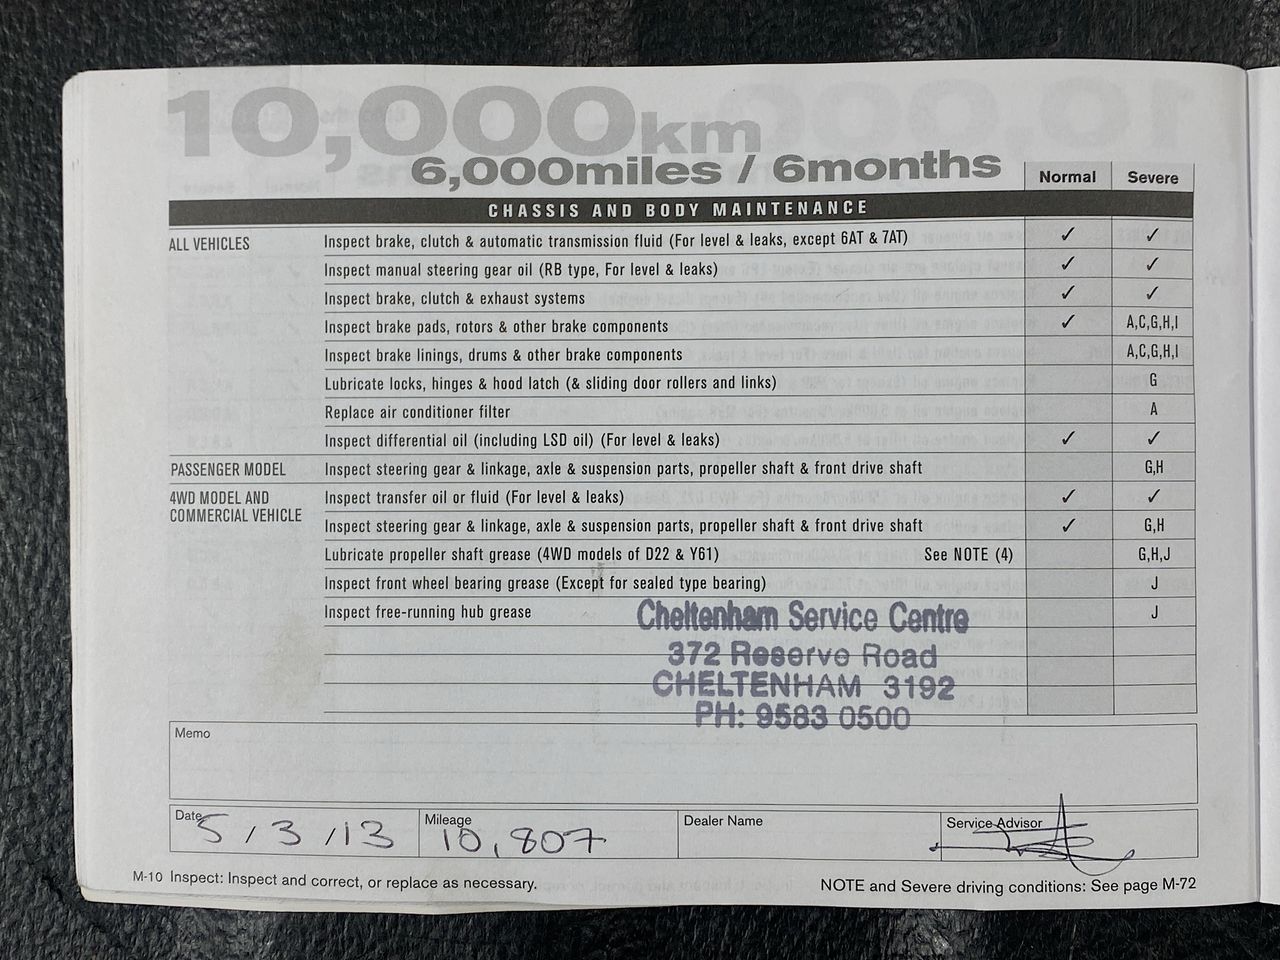 10,000km
6,000miles / 6months
Normal Severe
CHASSIS AND BODY MAINTENANCE
ALL VEHICLES Inspect brake, clutch & automatic transmission fluid (For level & leaks, except 6AT & 7AT) ✓ ✓
Inspect manual steering gear oil (RB type, For level & leaks) ✓ ✓
Inspect brake, clutch & exhaust systems ✓ ✓
Inspect brake pads, rotors & other brake components ✓ A,C,G,H,I
Inspect brake linings, drums & other brake components A,C,G,H,I
Lubricate locks, hinges & hood latch (& sliding door rollers and links) G
Replace air conditioner filter A
Inspect differential oil (including LSD oil) (For level & leaks) ✓ ✓
PASSENGER MODEL Inspect steering gear & linkage, axle & suspension parts, propeller shaft & front drive shaft G,H
4WD MODEL AND
COMMERCIAL VEHICLE
Inspect transfer oil or fluid (For level & leaks) ✓ ✓
Inspect steering gear & linkage, axle & suspension parts, propeller shaft & front drive shaft ✓ G,H
Lubricate propeller shaft grease (4WD models of D22 & Y61) See NOTE (4) G,H,J
Inspect front wheel bearing grease (Except for sealed type bearing) J
Inspect free-running hub grease J
Cheltenham Service Centre
372 Reserve Road
CHELTENHAM 3192
PH: 9583 0500
Memo
Date 5/3/13 Mileage 10,807 Dealer Name Service Advisor
M-10 Inspect: Inspect and correct, or replace as necessary. NOTE and Severe driving conditions: See page M-72